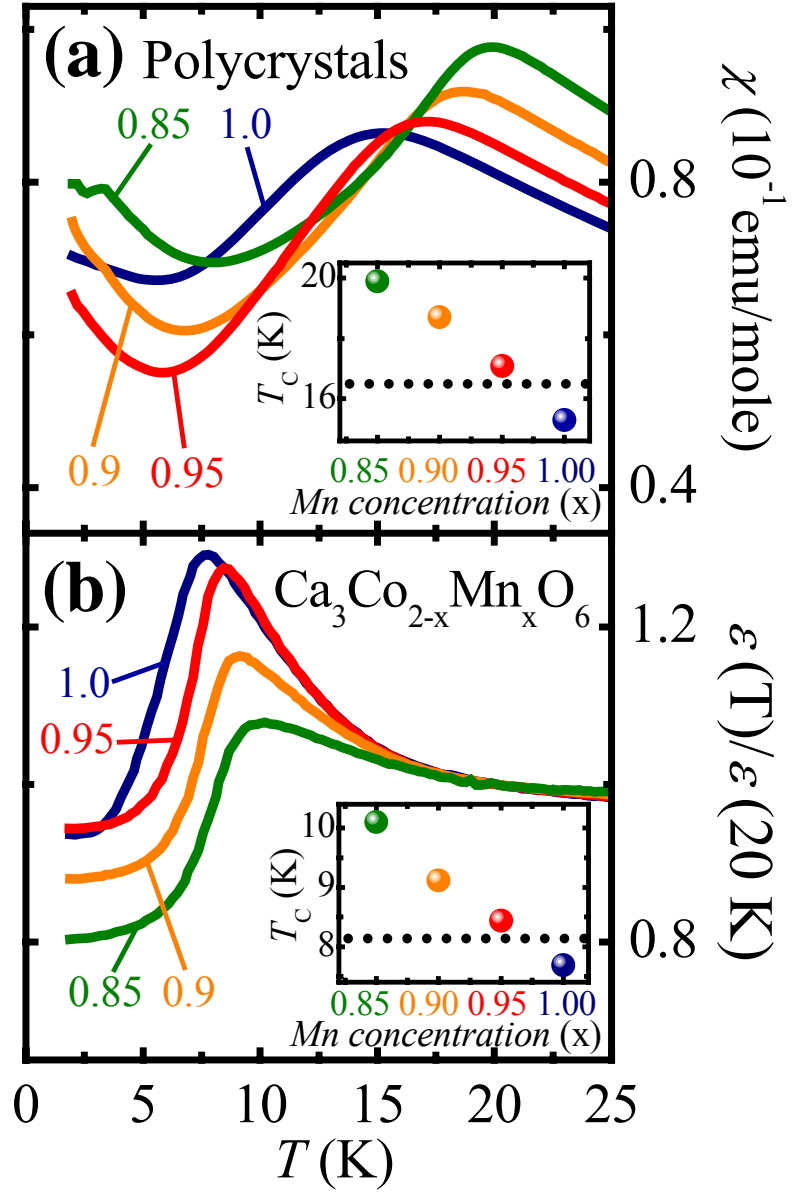 (a) Polycrystals
0.85 1.0
0.9 0.95
0.8
0.4
χ (10⁻¹emu/mole)
20
16
T_C (K)
0.85 0.90 0.95 1.00
Mn concentration (x)
(b) Ca₃Co₂₋ₓMnₓO₆
1.0
0.95
0.85 0.9
1.2
0.8
ε (T)/ε (20 K)
10
9
8
T_C (K)
0.85 0.90 0.95 1.00
Mn concentration (x)
0 5 10 15 20 25
T (K)